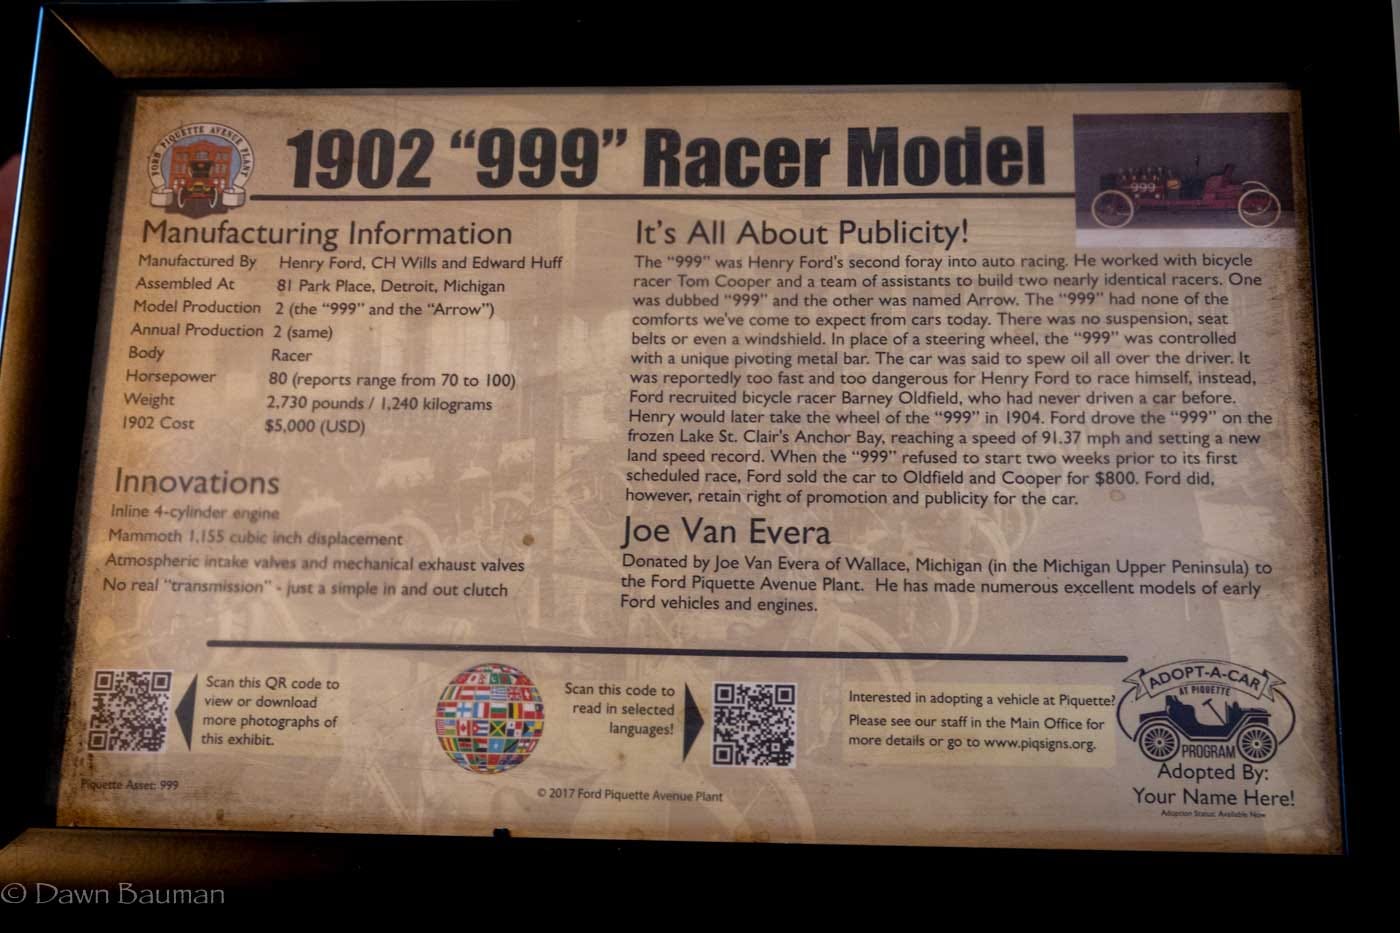 FORD PIQUETTE AVENUE PLANT
1902 “999” Racer Model
999
Manufacturing Information
Manufactured By Henry Ford, CH Wills and Edward Huff
Assembled At 81 Park Place, Detroit, Michigan
Model Production 2 (the “999” and the “Arrow”)
Annual Production 2 (same)
Body Racer
Horsepower 80 (reports range from 70 to 100)
Weight 2,730 pounds / 1,240 kilograms
1902 Cost $5,000 (USD)
Innovations
Inline 4-cylinder engine
Mammoth 1,155 cubic inch displacement
Atmospheric intake valves and mechanical exhaust valves
No real “transmission” - just a simple in and out clutch
It's All About Publicity!
The “999” was Henry Ford's second foray into auto racing. He worked with bicycle
racer Tom Cooper and a team of assistants to build two nearly identical racers. One
was dubbed “999” and the other was named Arrow. The “999” had none of the
comforts we've come to expect from cars today. There was no suspension, seat
belts or even a windshield. In place of a steering wheel, the “999” was controlled
with a unique pivoting metal bar. The car was said to spew oil all over the driver. It
was reportedly too fast and too dangerous for Henry Ford to race himself, instead,
Ford recruited bicycle racer Barney Oldfield, who had never driven a car before.
Henry would later take the wheel of the “999” in 1904. Ford drove the “999” on the
frozen Lake St. Clair's Anchor Bay, reaching a speed of 91.37 mph and setting a new
land speed record. When the “999” refused to start two weeks prior to its first
scheduled race, Ford sold the car to Oldfield and Cooper for $800. Ford did,
however, retain right of promotion and publicity for the car.
Joe Van Evera
Donated by Joe Van Evera of Wallace, Michigan (in the Michigan Upper Peninsula) to
the Ford Piquette Avenue Plant. He has made numerous excellent models of early
Ford vehicles and engines.
Scan this QR code to
view or download
more photographs of
this exhibit.
Scan this code to
read in selected
languages!
Interested in adopting a vehicle at Piquette?
Please see our staff in the Main Office for
more details or go to www.piqsigns.org.
ADOPT-A-CAR
AT PIQUETTE
PROGRAM
Adopted By:
Your Name Here!
Adoption Status: Available Now
Piquette Asset: 999
© 2017 Ford Piquette Avenue Plant
© Dawn Bauman